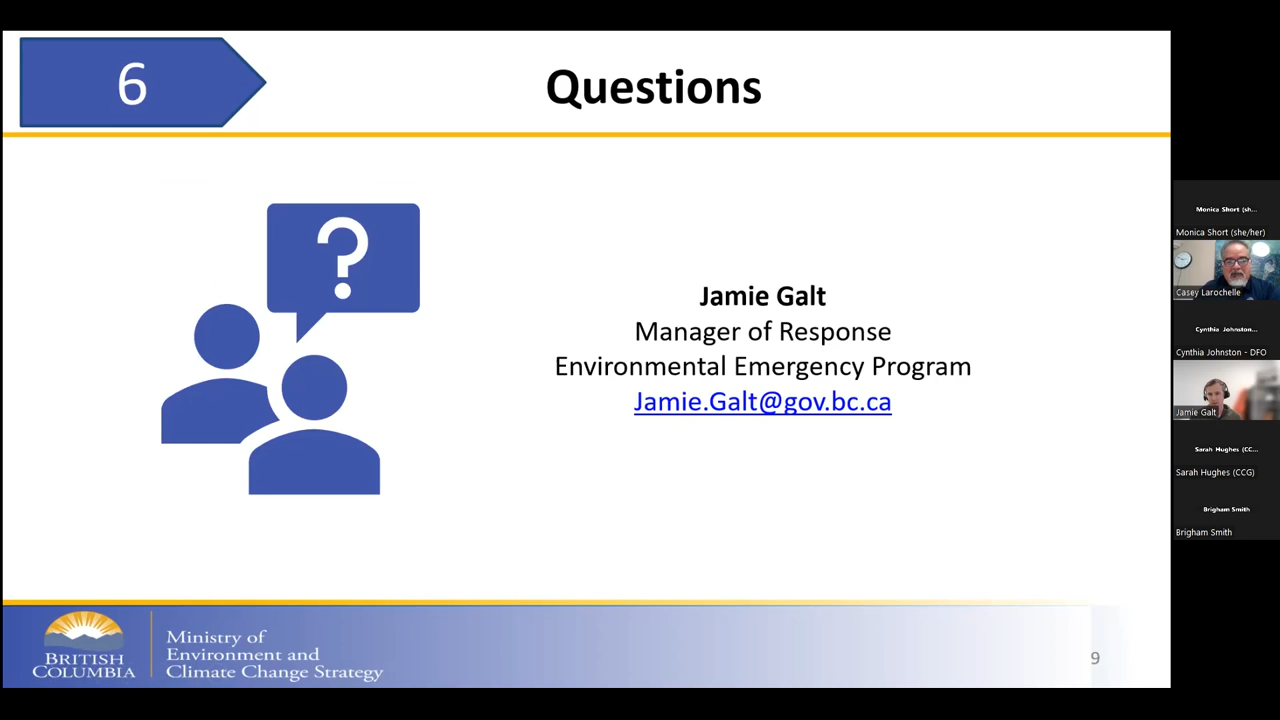 6
Questions
?
Jamie Galt
Manager of Response
Environmental Emergency Program
Jamie.Galt@gov.bc.ca
BRITISH
COLUMBIA
Ministry of
Environment and
Climate Change Strategy
9
Monica Short (sh...
Monica Short (she/her)
Casey Larochelle
Cynthia Johnston...
Cynthia Johnston - DFO
Jamie Galt
Sarah Hughes (CC...
Sarah Hughes (CCG)
Brigham Smith
Brigham Smith